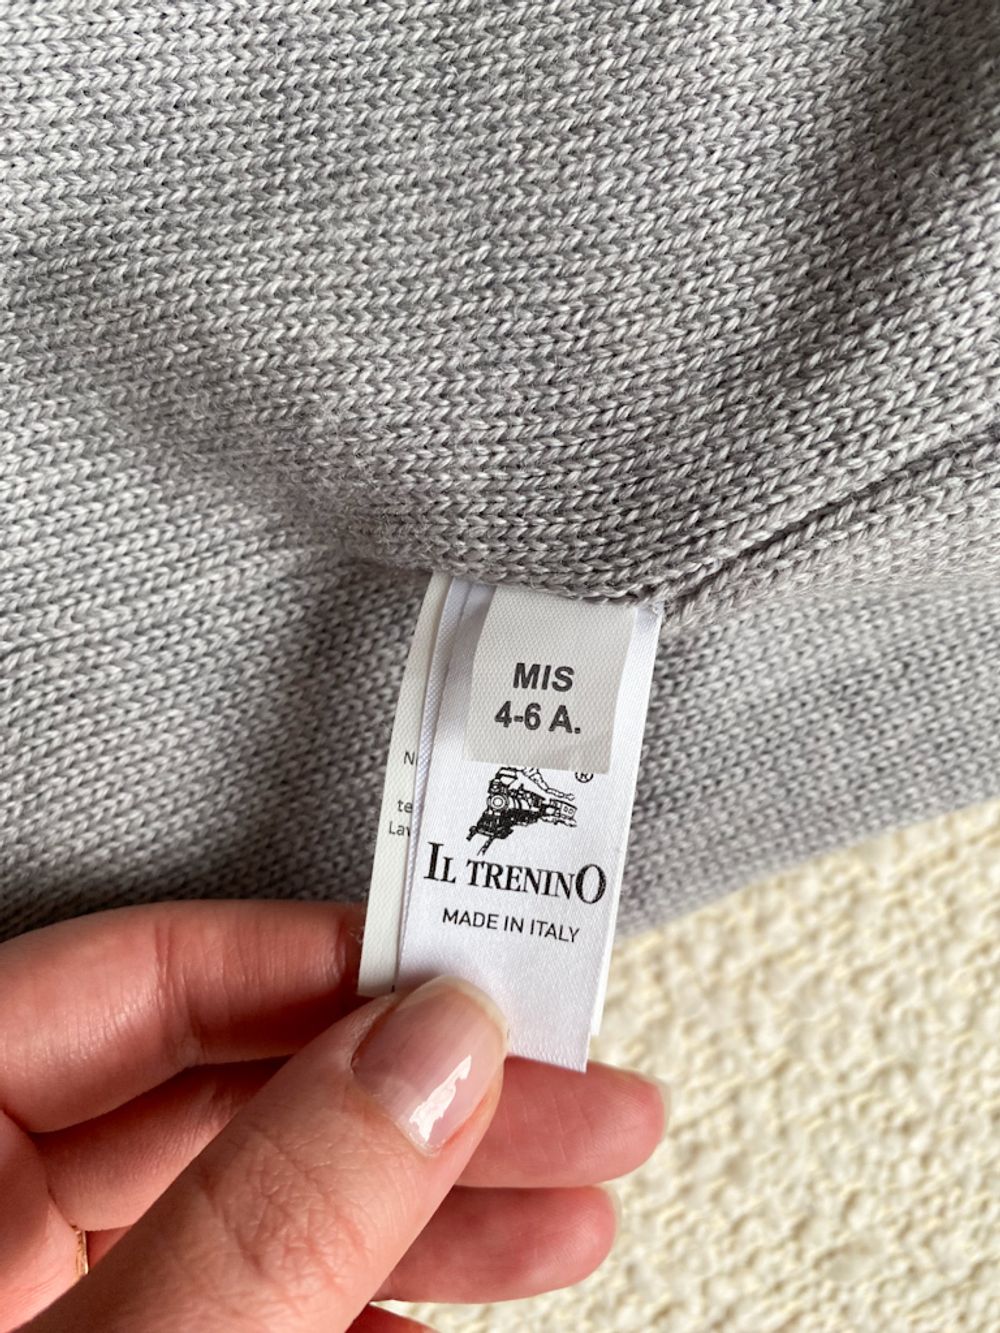 MIS
4-6 A.
®
IL TRENINO
MADE IN ITALY